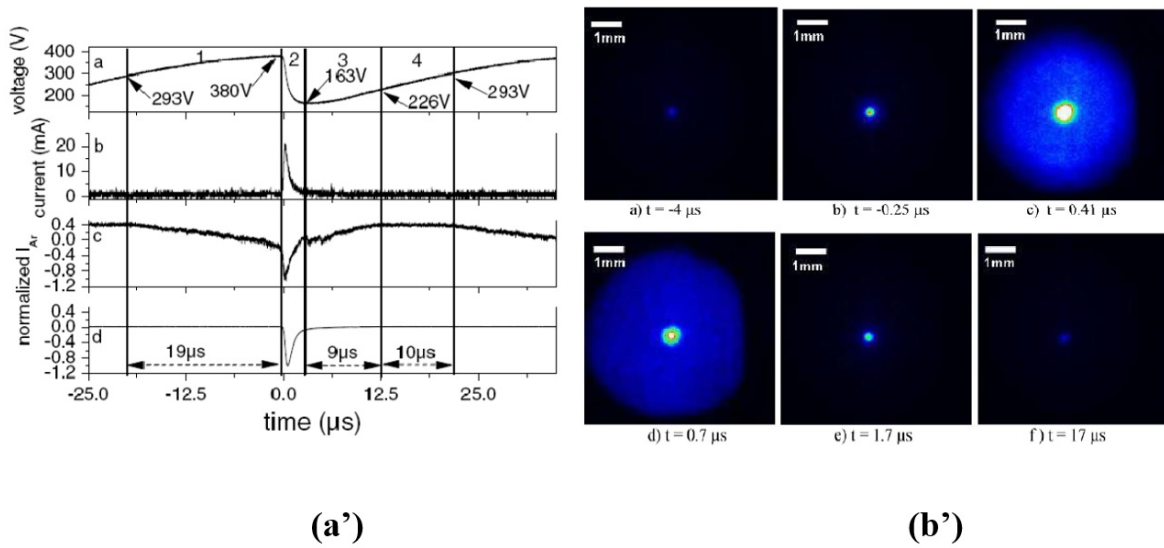 voltage (V)
400
300
200
a
1
2
3
4
293V
380V
163V
226V
293V
current (mA)
20
10
0
b
normalized I_Ar
0.4
0.0
-0.4
-0.8
-1.2
c
0.4
0.0
-0.4
-0.8
-1.2
d
19µs
9µs
10µs
-25.0 -12.5 0.0 12.5 25.0
time (µs)
1mm
1mm
1mm
a) t = -4 µs
b) t = -0.25 µs
c) t = 0.41 µs
1mm
1mm
1mm
d) t = 0.7 µs
e) t = 1.7 µs
f) t = 17 µs
(a')
(b')